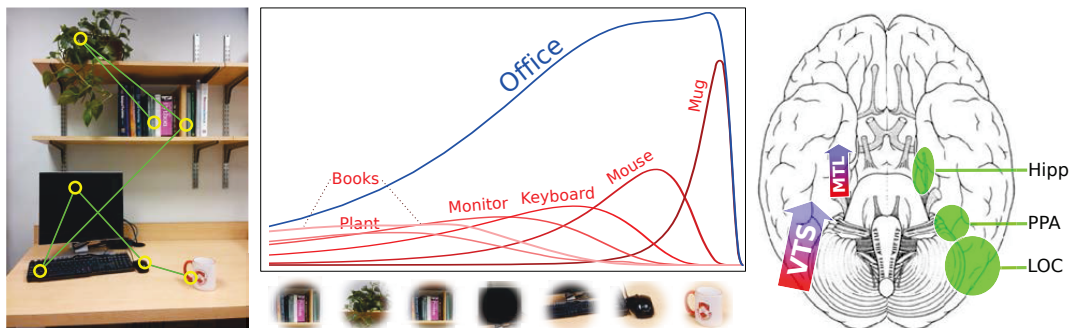 Office
Mug
Books
Mouse
Monitor
Keyboard
Plant
MTL
VTS
Hipp
PPA
LOC